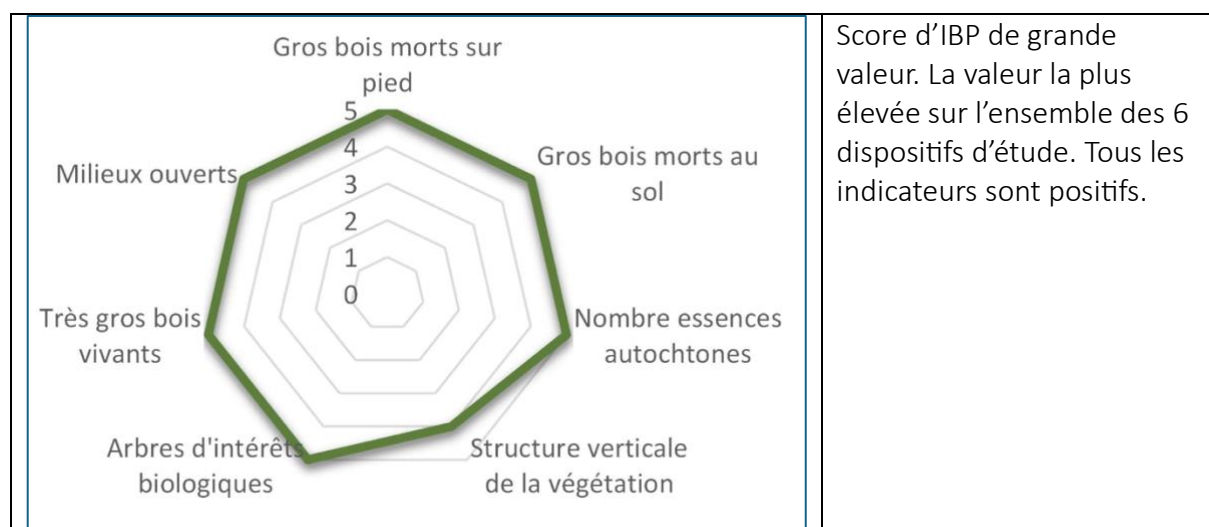 Gros bois morts sur
pied
5
4
3
2
1
0
Gros bois morts au
sol
Nombre essences
autochtones
Structure verticale
de la végétation
Arbres d'intérêts
biologiques
Très gros bois
vivants
Milieux ouverts
Score d’IBP de grande
valeur. La valeur la plus
élevée sur l’ensemble des 6
dispositifs d’étude. Tous les
indicateurs sont positifs.